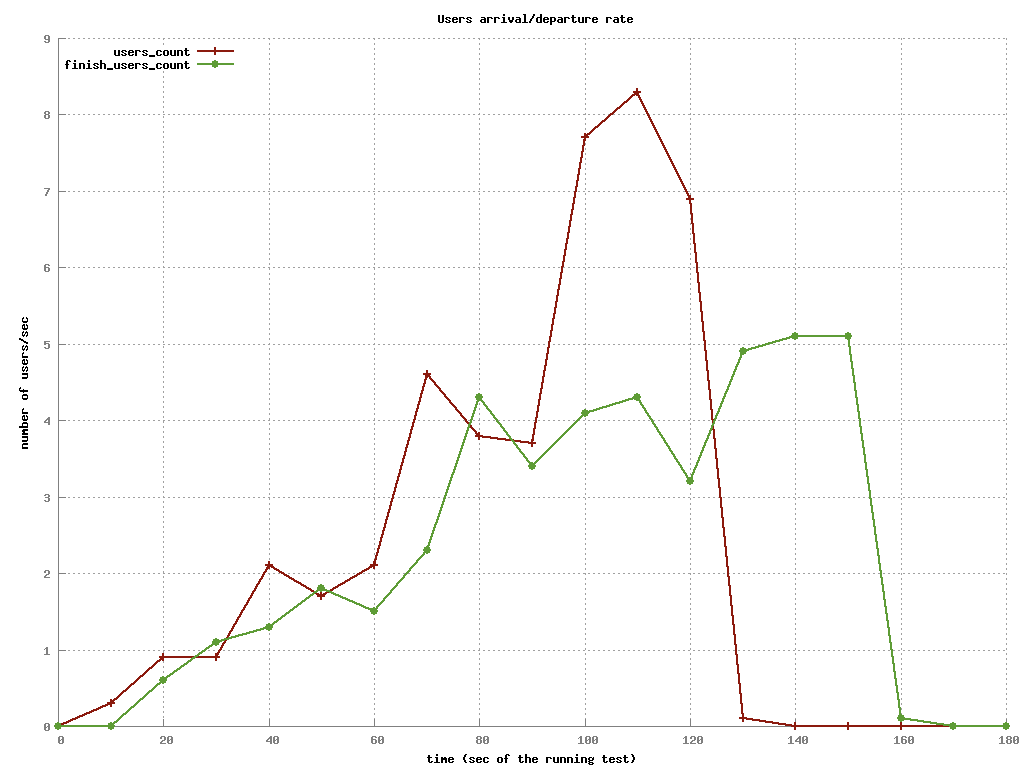 Users arrival/departure rate
users_count
finish_users_count
9
8
7
6
5
4
3
2
1
0
number of users/sec
0 20 40 60 80 100 120 140 160 180
time (sec of the running test)